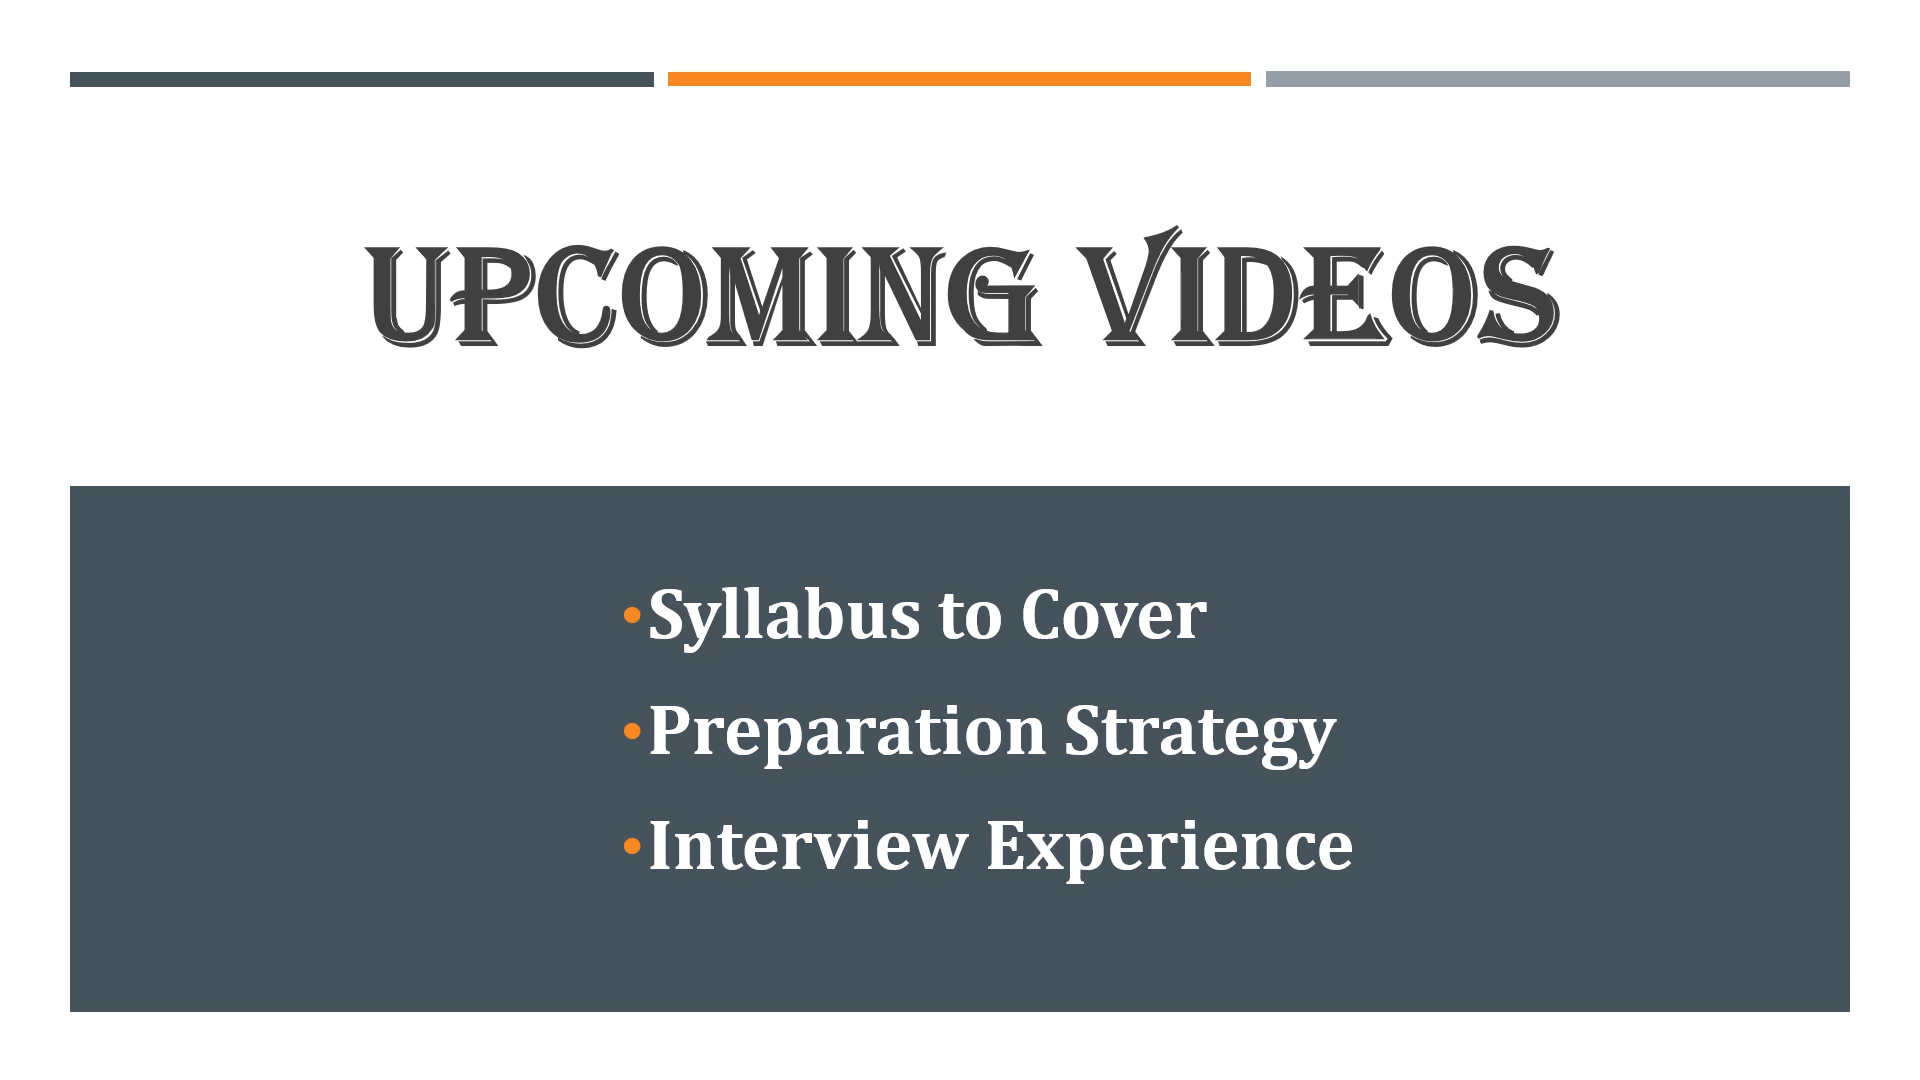 UPCOMING VIDEOS
•Syllabus to Cover
•Preparation Strategy
•Interview Experience